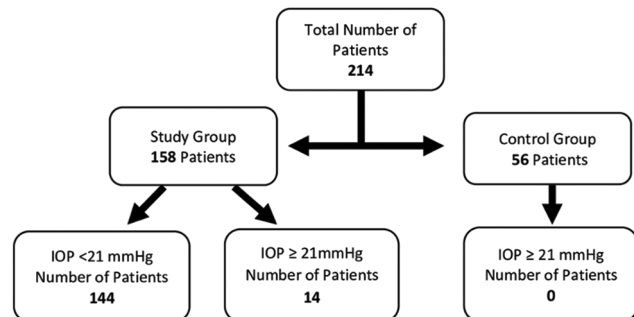 Total Number of
Patients
214
Study Group
158 Patients
Control Group
56 Patients
IOP <21 mmHg
Number of Patients
144
IOP ≥ 21mmHg
Number of Patients
14
IOP ≥ 21 mmHg
Number of Patients
0